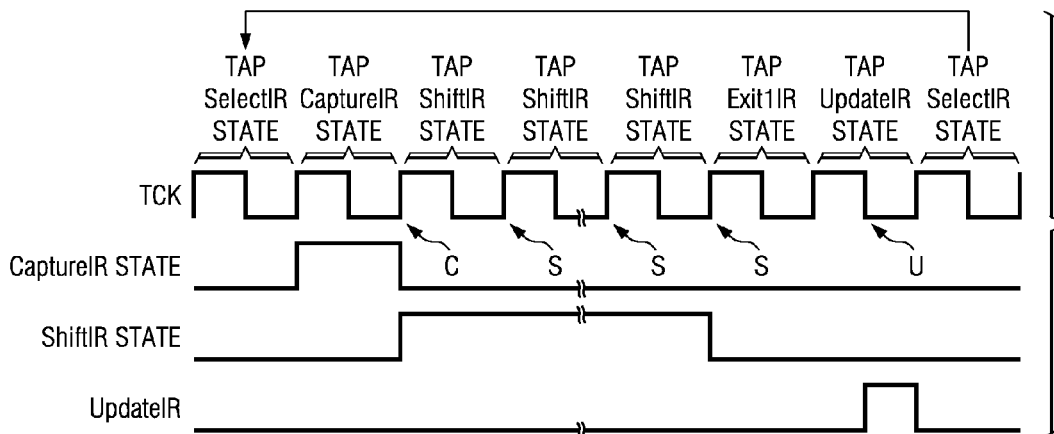 TAP TAP TAP TAP TAP TAP TAP TAP
SelectIR CaptureIR ShiftIR ShiftIR ShiftIR Exit1IR UpdateIR SelectIR
STATE STATE STATE STATE STATE STATE STATE STATE
TCK
C S S S U
CaptureIR STATE
ShiftIR STATE
UpdateIR